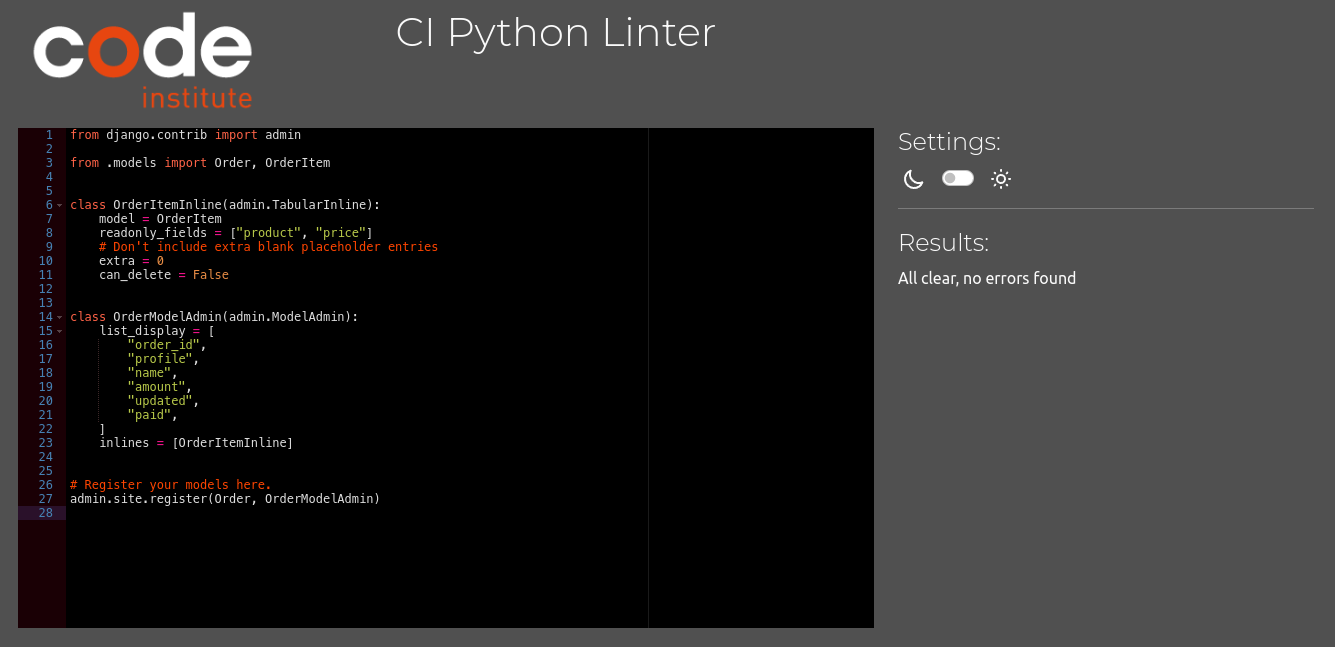 code
institute
CI Python Linter
1 from django.contrib import admin
2
3 from .models import Order, OrderItem
4
5
6 class OrderItemInline(admin.TabularInline):
7     model = OrderItem
8     readonly_fields = ["product", "price"]
9     # Don't include extra blank placeholder entries
10     extra = 0
11     can_delete = False
12
13
14 class OrderModelAdmin(admin.ModelAdmin):
15     list_display = [
16         "order_id",
17         "profile",
18         "name",
19         "amount",
20         "updated",
21         "paid",
22     ]
23     inlines = [OrderItemInline]
24
25
26 # Register your models here.
27 admin.site.register(Order, OrderModelAdmin)
28
Settings:
Results:
All clear, no errors found